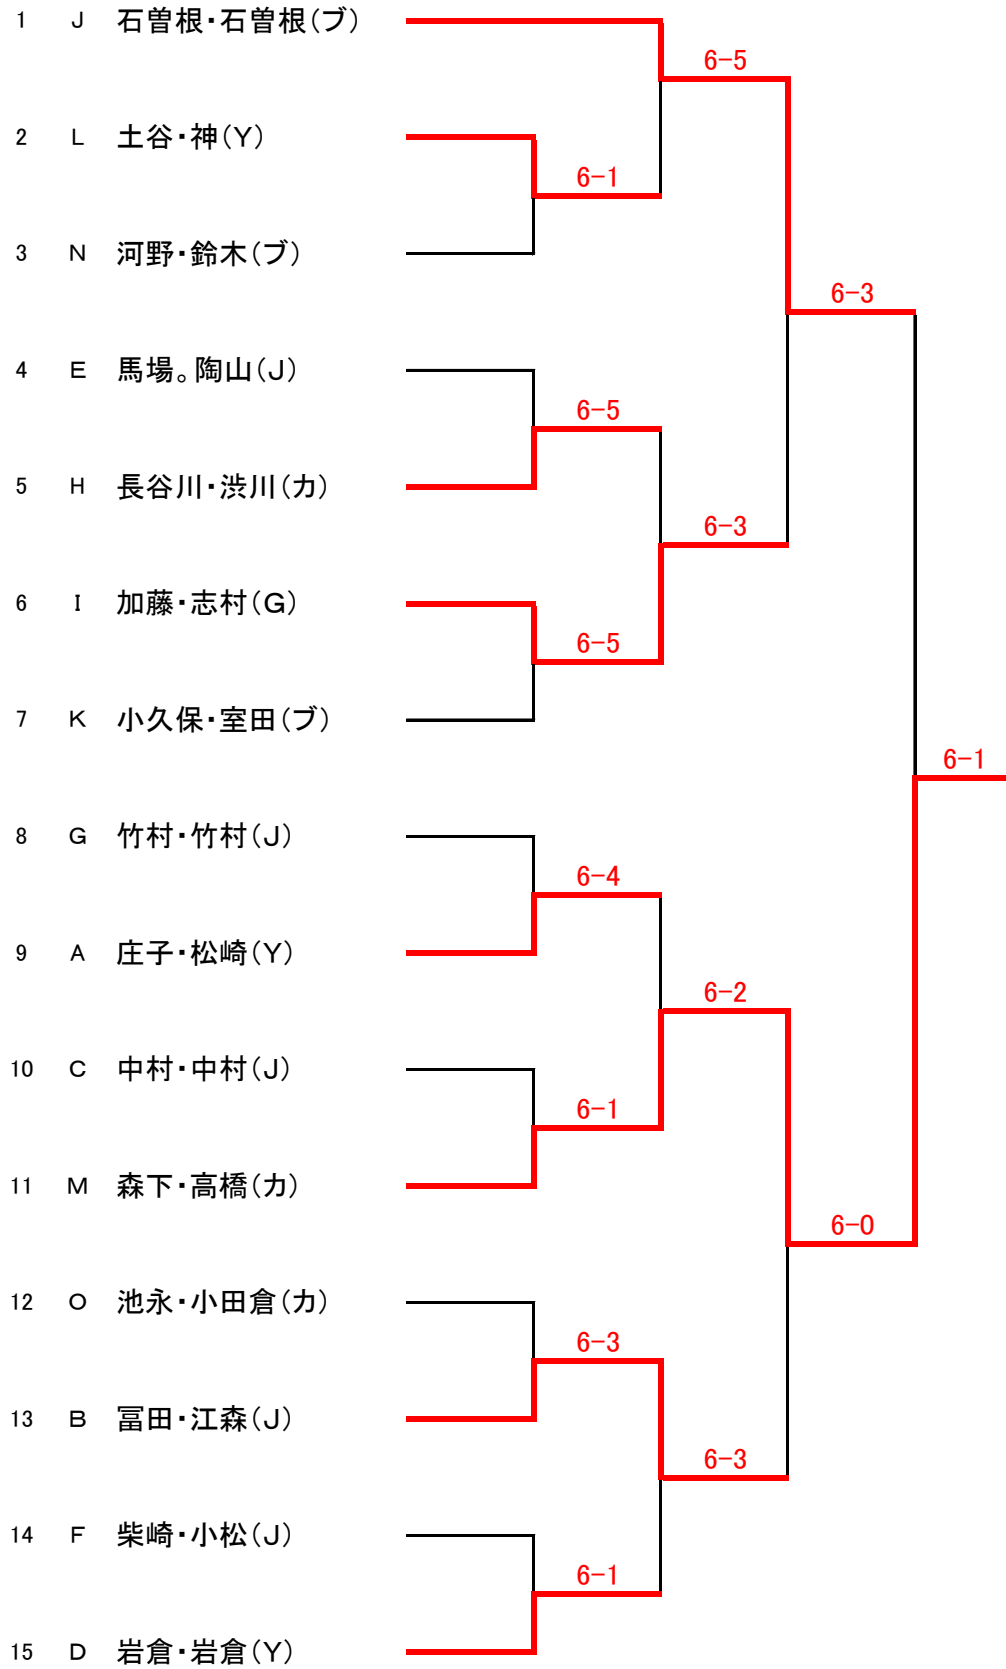 1 J 石曽根・石曽根(ブ)
6-5
2 L 土谷・神(Y)
6-1
3 N 河野・鈴木(ブ)
6-3
4 E 馬場。陶山(J)
6-5
5 H 長谷川・渋川(カ)
6-3
6 I 加藤・志村(G)
6-5
7 K 小久保・室田(ブ)
6-1
8 G 竹村・竹村(J)
6-4
9 A 庄子・松崎(Y)
6-2
10 C 中村・中村(J)
6-1
11 M 森下・高橋(カ)
6-0
12 O 池永・小田倉(カ)
6-3
13 B 冨田・江森(J)
6-3
14 F 柴崎・小松(J)
6-1
15 D 岩倉・岩倉(Y)